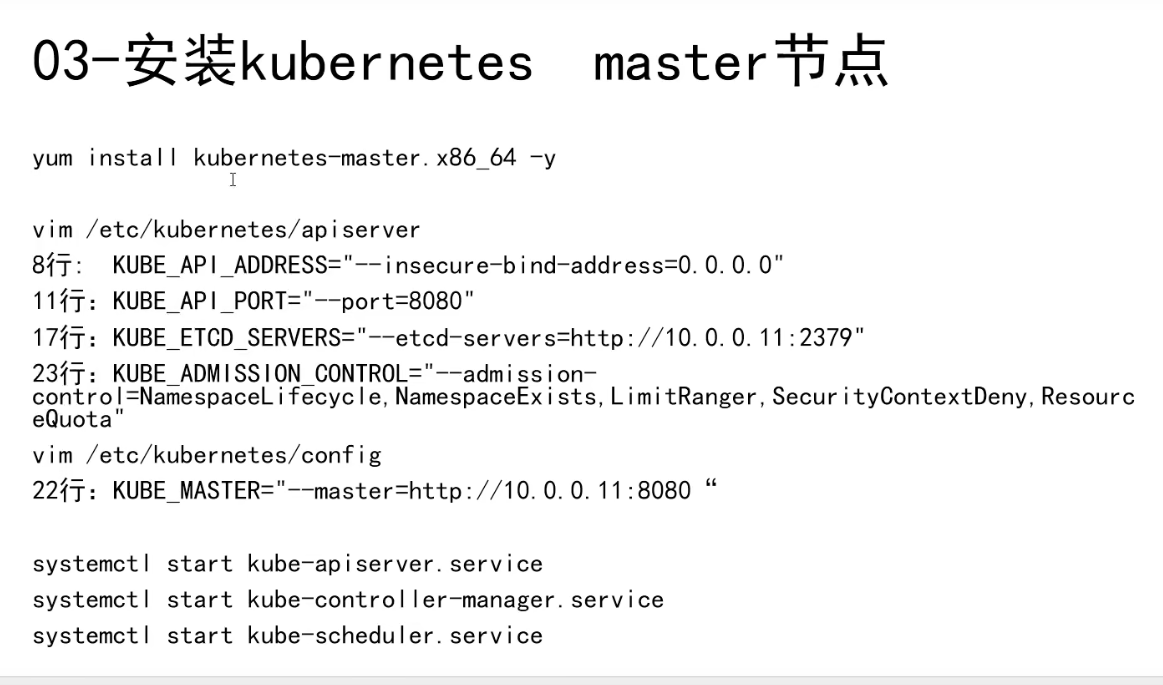 03-安装kubernetes  master节点
yum install kubernetes-master.x86_64 -y
vim /etc/kubernetes/apiserver
8行:  KUBE_API_ADDRESS="--insecure-bind-address=0.0.0.0"
11行：KUBE_API_PORT="--port=8080"
17行：KUBE_ETCD_SERVERS="--etcd-servers=http://10.0.0.11:2379"
23行：KUBE_ADMISSION_CONTROL="--admission-
control=NamespaceLifecycle,NamespaceExists,LimitRanger,SecurityContextDeny,Resourc
eQuota"
vim /etc/kubernetes/config
22行：KUBE_MASTER="--master=http://10.0.0.11:8080 “
systemctl start kube-apiserver.service
systemctl start kube-controller-manager.service
systemctl start kube-scheduler.service